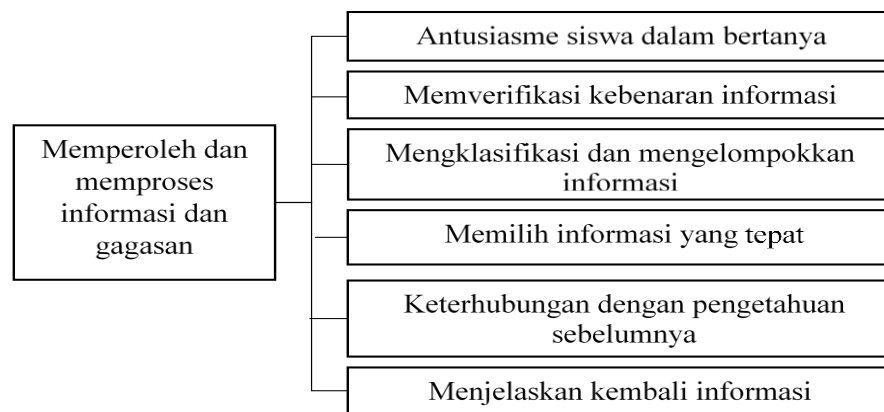 Memperoleh dan
memproses
informasi dan
gagasan
Antusiasme siswa dalam bertanya
Memverifikasi kebenaran informasi
Mengklasifikasi dan mengelompokkan
informasi
Memilih informasi yang tepat
Keterhubungan dengan pengetahuan
sebelumnya
Menjelaskan kembali informasi